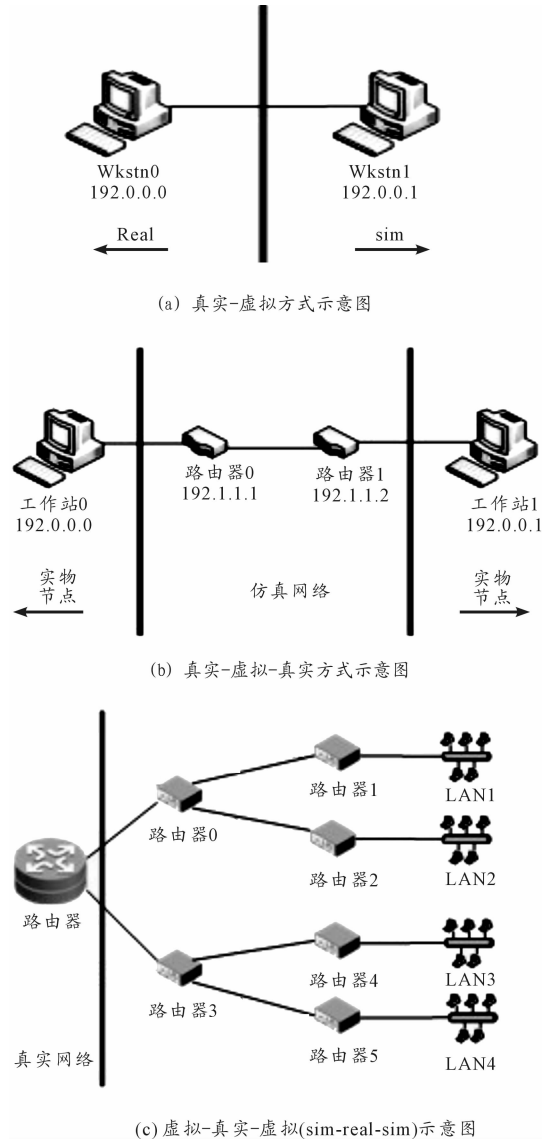 Wkstn0
192.0.0.0
Wkstn1
192.0.0.1
Real
sim
(a) 真实-虚拟方式示意图
工作站0
192.0.0.0
路由器0
192.1.1.1
路由器1
192.1.1.2
工作站1
192.0.0.1
实物
节点
仿真网络
实物
节点
(b) 真实-虚拟-真实方式示意图
路由器1
LAN1
路由器0
路由器2
LAN2
路由器
路由器4
LAN3
路由器3
真实网络
路由器5
LAN4
(c) 虚拟-真实-虚拟(sim-real-sim)示意图